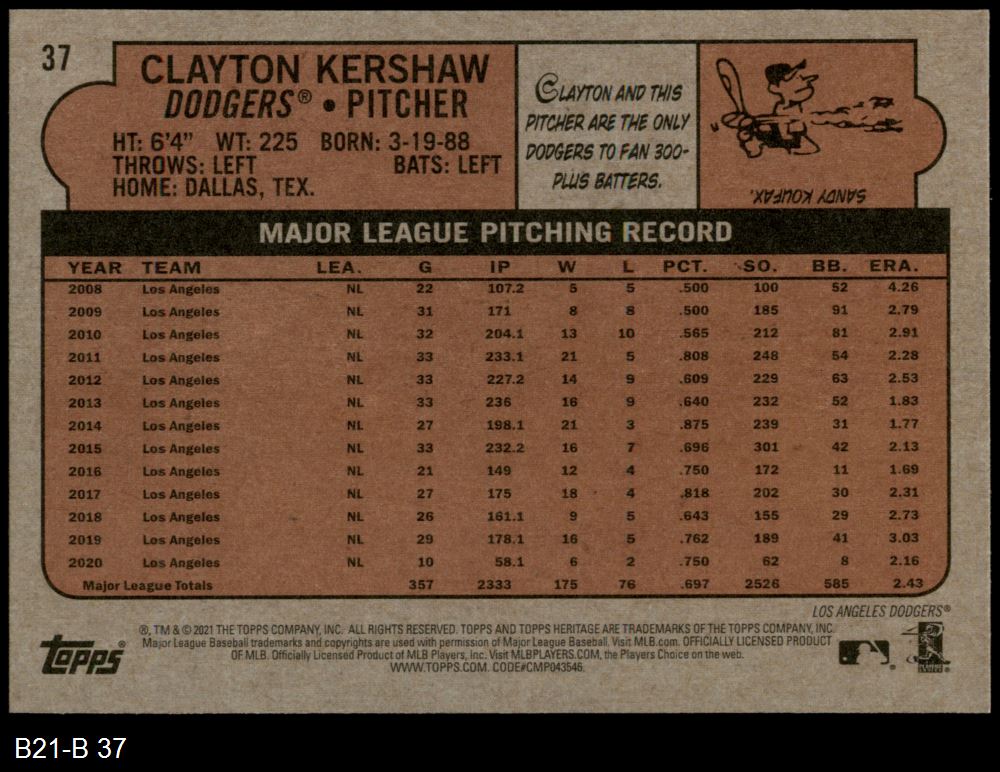 37
CLAYTON KERSHAW
DODGERS® • PITCHER
HT: 6'4" WT: 225 BORN: 3-19-88
THROWS: LEFT BATS: LEFT
HOME: DALLAS, TEX.
CLAYTON AND THIS
PITCHER ARE THE ONLY
DODGERS TO FAN 300-
PLUS BATTERS.
SANDY KOUFAX.
MAJOR LEAGUE PITCHING RECORD
YEAR TEAM LEA. G IP W L PCT. SO. BB. ERA.
2008 Los Angeles NL 22 107.2 5 5 .500 100 52 4.26
2009 Los Angeles NL 31 171 8 8 .500 185 91 2.79
2010 Los Angeles NL 32 204.1 13 10 .565 212 81 2.91
2011 Los Angeles NL 33 233.1 21 5 .808 248 54 2.28
2012 Los Angeles NL 33 227.2 14 9 .609 229 63 2.53
2013 Los Angeles NL 33 236 16 9 .640 232 52 1.83
2014 Los Angeles NL 27 198.1 21 3 .875 239 31 1.77
2015 Los Angeles NL 33 232.2 16 7 .696 301 42 2.13
2016 Los Angeles NL 21 149 12 4 .750 172 11 1.69
2017 Los Angeles NL 27 175 18 4 .818 202 30 2.31
2018 Los Angeles NL 26 161.1 9 5 .643 155 29 2.73
2019 Los Angeles NL 29 178.1 16 5 .762 189 41 3.03
2020 Los Angeles NL 10 58.1 6 2 .750 62 8 2.16
Major League Totals 357 2333 175 76 .697 2526 585 2.43
LOS ANGELES DODGERS®
®, TM & © 2021 THE TOPPS COMPANY, INC. ALL RIGHTS RESERVED. TOPPS AND TOPPS HERITAGE ARE TRADEMARKS OF THE TOPPS COMPANY, INC.
Major League Baseball trademarks and copyrights are used with permission of Major League Baseball. Visit MLB.com. OFFICIALLY LICENSED PRODUCT
OF MLB. Officially Licensed Product of MLB Players, Inc. Visit MLBPLAYERS.COM, the Players Choice on the web.
WWW.TOPPS.COM. CODE#CMP043546.
topps®
B21-B 37